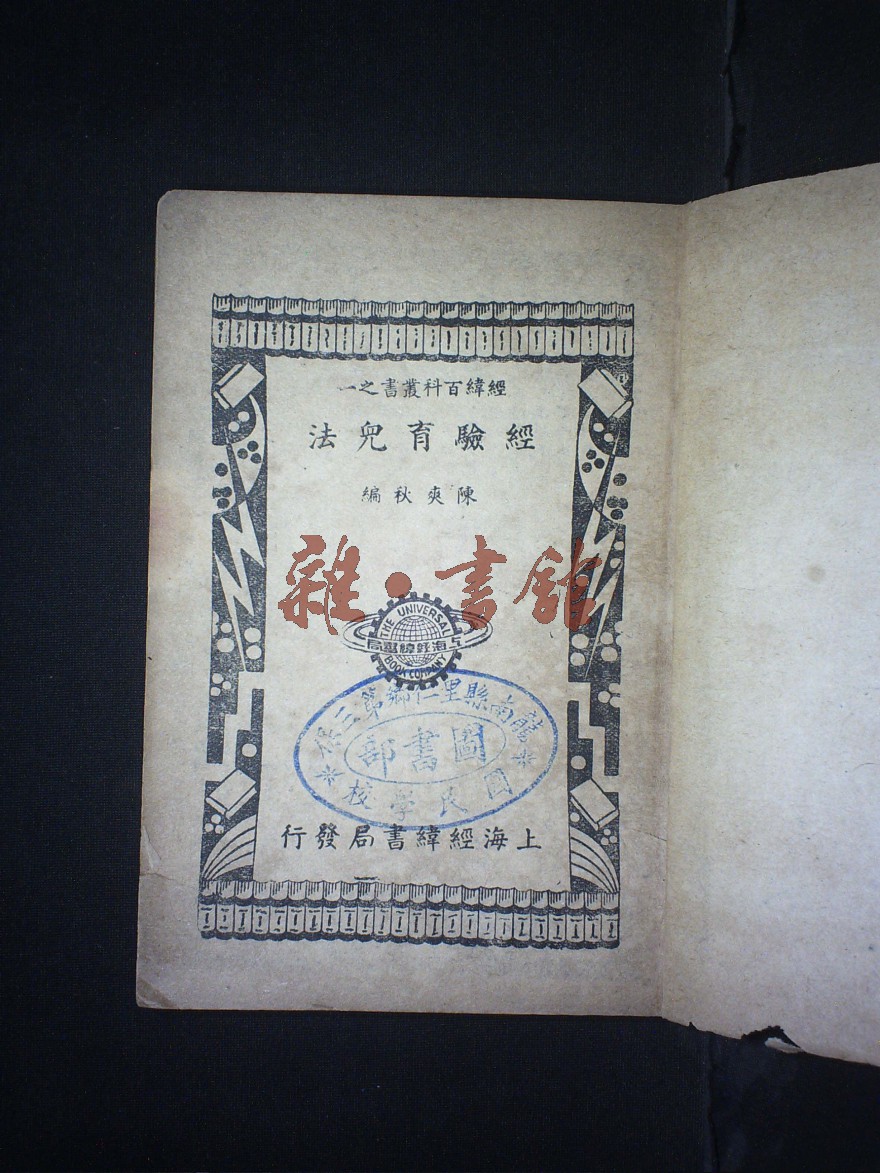 經緯百科叢書之一
經驗育兒法
陳爽秋編
雜·書館
THE UNIVERSAL
上海經緯書局
BOOK COMPANY
南縣里仁鄉第三保
國民學校
圖書部
上海經緯書局發行